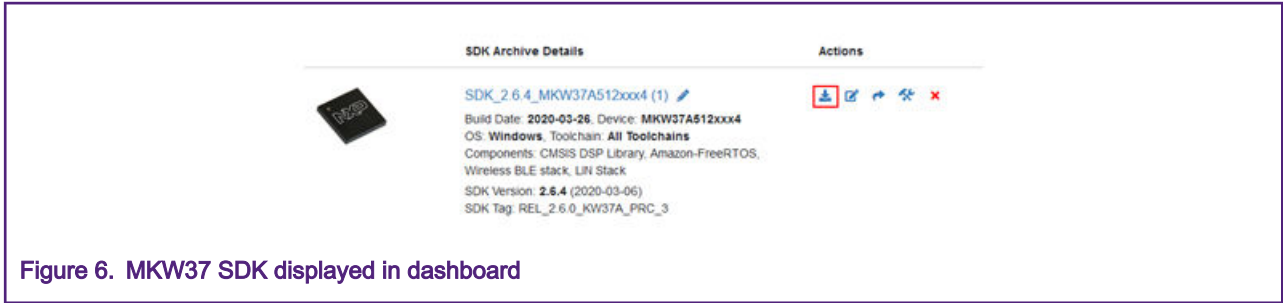 SDK Archive Details Actions
NXP
SDK_2.6.4_MKW37A512xxx4 (1)
Build Date: 2020-03-26, Device: MKW37A512xxx4
OS: Windows, Toolchain: All Toolchains
Components: CMSIS DSP Library, Amazon-FreeRTOS,
Wireless BLE stack, LIN Stack
SDK Version: 2.6.4 (2020-03-06)
SDK Tag: REL_2.6.0_KW37A_PRC_3
Figure 6. MKW37 SDK displayed in dashboard